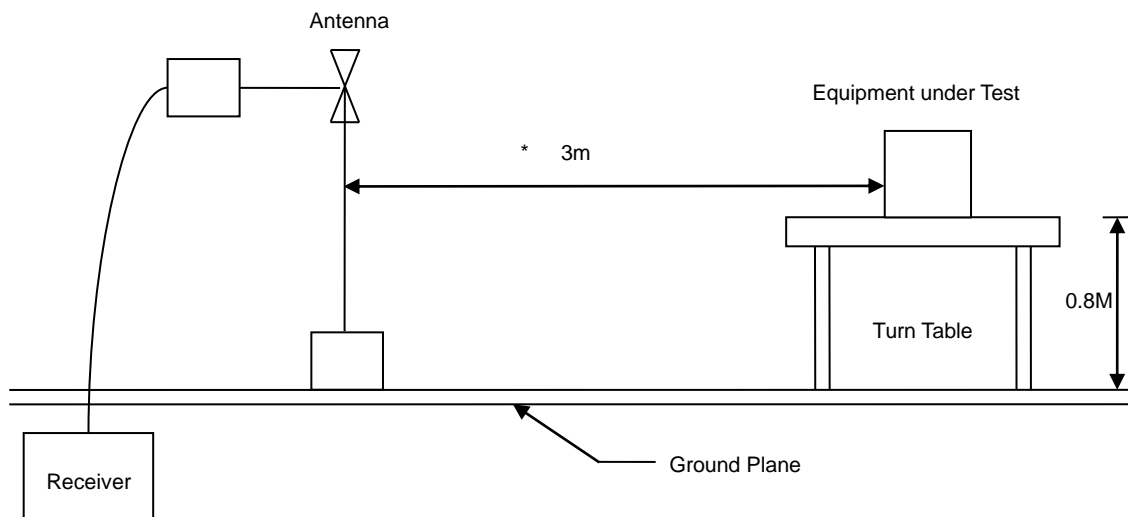 Antenna
Equipment under Test
* 3m
0.8M
Turn Table
Ground Plane
Receiver